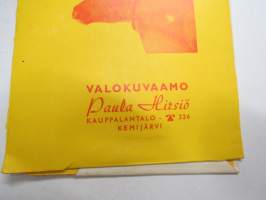 VALOKUVAAMO
Paula Hirsiö
KAUPPALANTALO - ☎ 326
KEMIJÄRVI